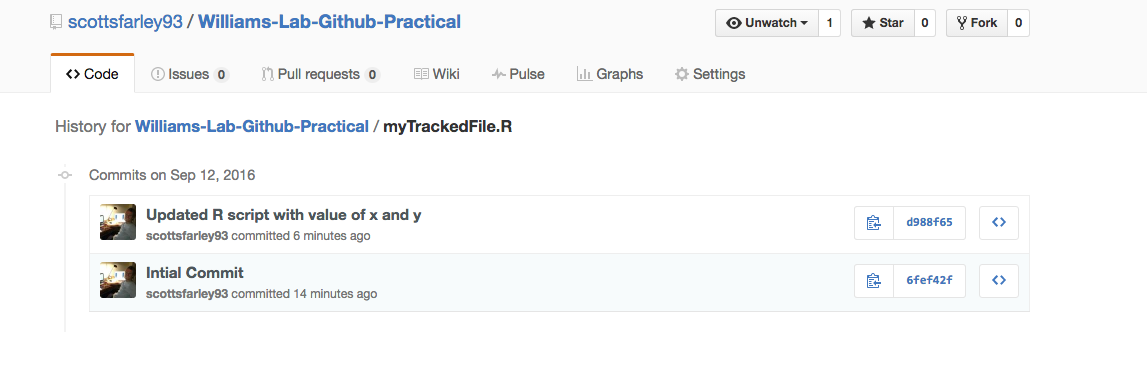 scottsfarley93 / Williams-Lab-Github-Practical
Unwatch 1 Star 0 Fork 0
Code Issues 0 Pull requests 0 Wiki Pulse Graphs Settings
History for Williams-Lab-Github-Practical / myTrackedFile.R
Commits on Sep 12, 2016
Updated R script with value of x and y
scottsfarley93 committed 6 minutes ago
d988f65
Intial Commit
scottsfarley93 committed 14 minutes ago
6fef42f